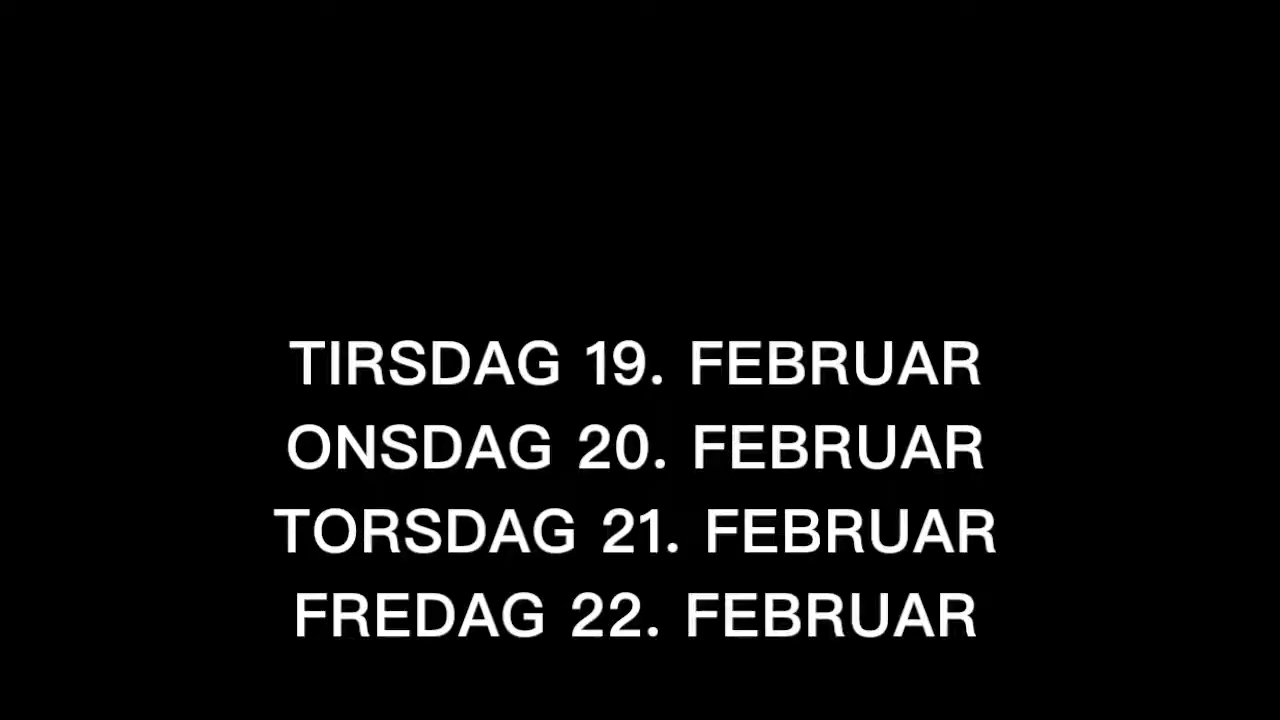 TIRSDAG 19. FEBRUAR
ONSDAG 20. FEBRUAR
TORSDAG 21. FEBRUAR
FREDAG 22. FEBRUAR